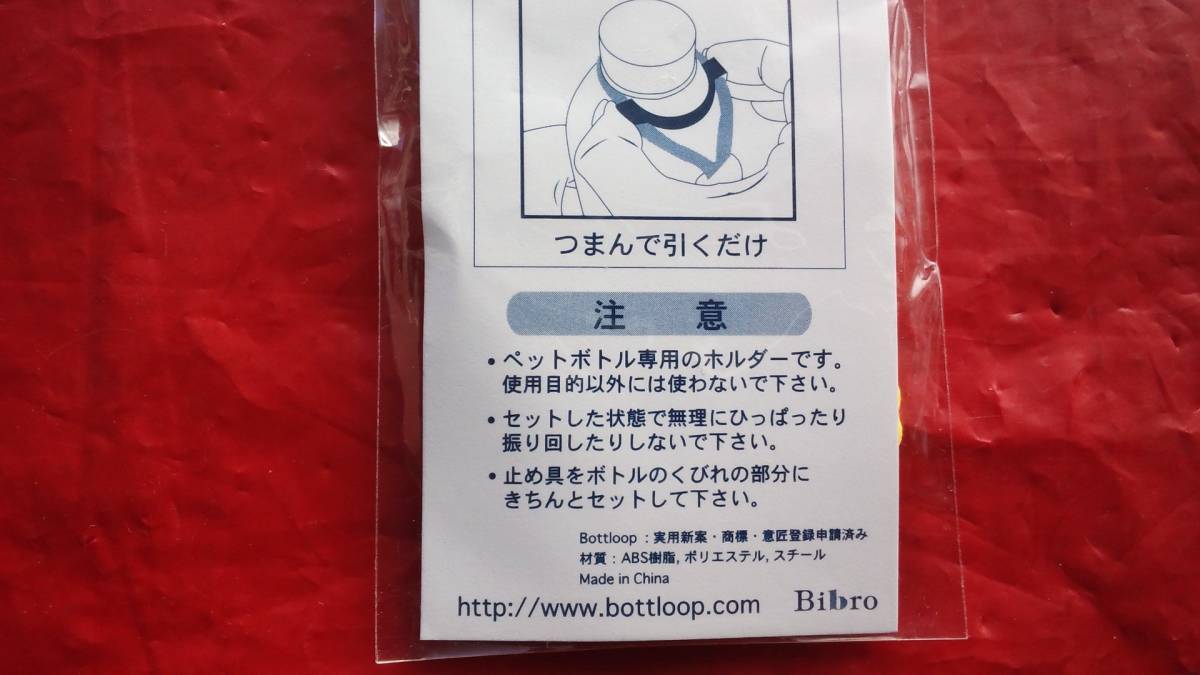 つまんで引くだけ
注 意
• ペットボトル専用のホルダーです。
使用目的以外には使わないで下さい。
• セットした状態で無理にひっぱったり
振り回したりしないで下さい。
• 止め具をボトルのくびれの部分に
きちんとセットして下さい。
Bottloop : 実用新案・商標・意匠登録申請済み
材質 : ABS樹脂, ポリエステル, スチール
Made in China
http://www.bottloop.com Bibro